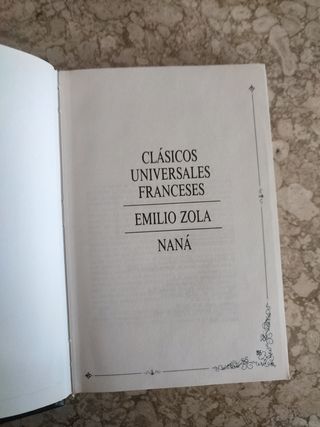 CLÁSICOS
UNIVERSALES
FRANCESES
EMILIO ZOLA
NANÁ